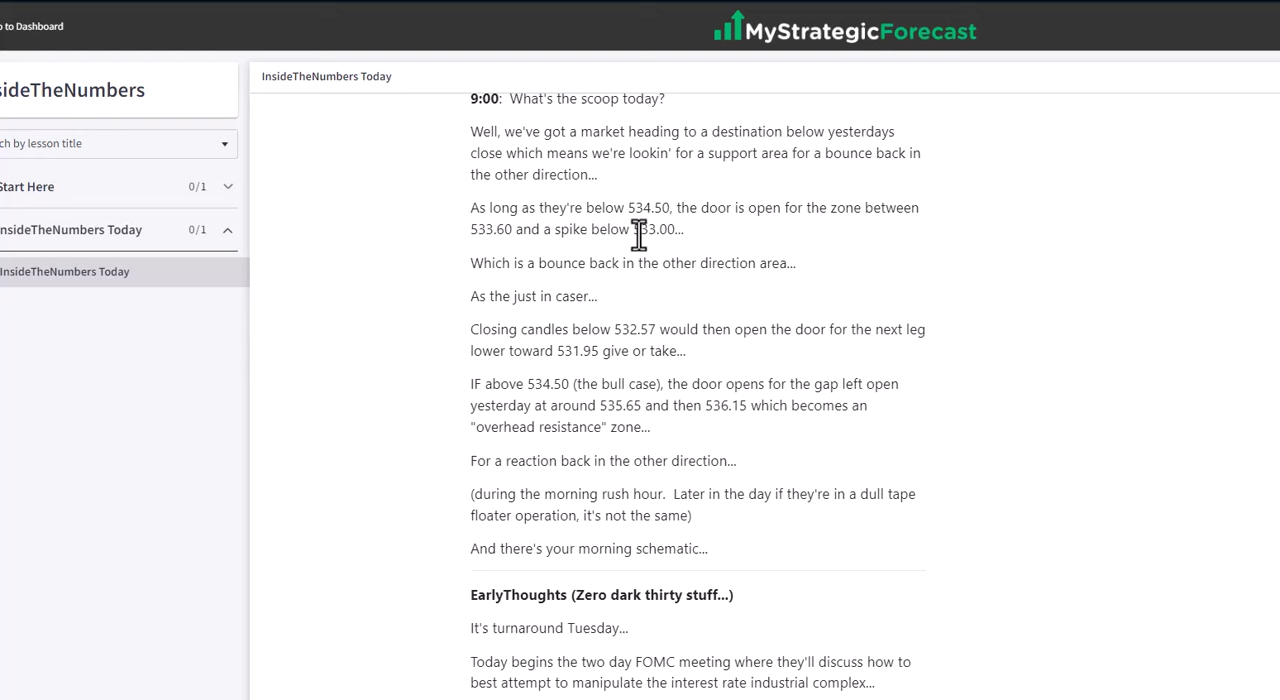 o to Dashboard
MyStrategicForecast
sideTheNumbers
InsideTheNumbers Today
ch by lesson title
Start Here 0/1
nsideTheNumbers Today 0/1
InsideTheNumbers Today
9:00: What's the scoop today?
Well, we've got a market heading to a destination below yesterdays
close which means we're lookin' for a support area for a bounce back in
the other direction...
As long as they're below 534.50, the door is open for the zone between
533.60 and a spike below 533.00...
Which is a bounce back in the other direction area...
As the just in caser...
Closing candles below 532.57 would then open the door for the next leg
lower toward 531.95 give or take...
IF above 534.50 (the bull case), the door opens for the gap left open
yesterday at around 535.65 and then 536.15 which becomes an
"overhead resistance" zone...
For a reaction back in the other direction...
(during the morning rush hour. Later in the day if they're in a dull tape
floater operation, it's not the same)
And there's your morning schematic...
EarlyThoughts (Zero dark thirty stuff...)
It's turnaround Tuesday...
Today begins the two day FOMC meeting where they'll discuss how to
best attempt to manipulate the interest rate industrial complex...